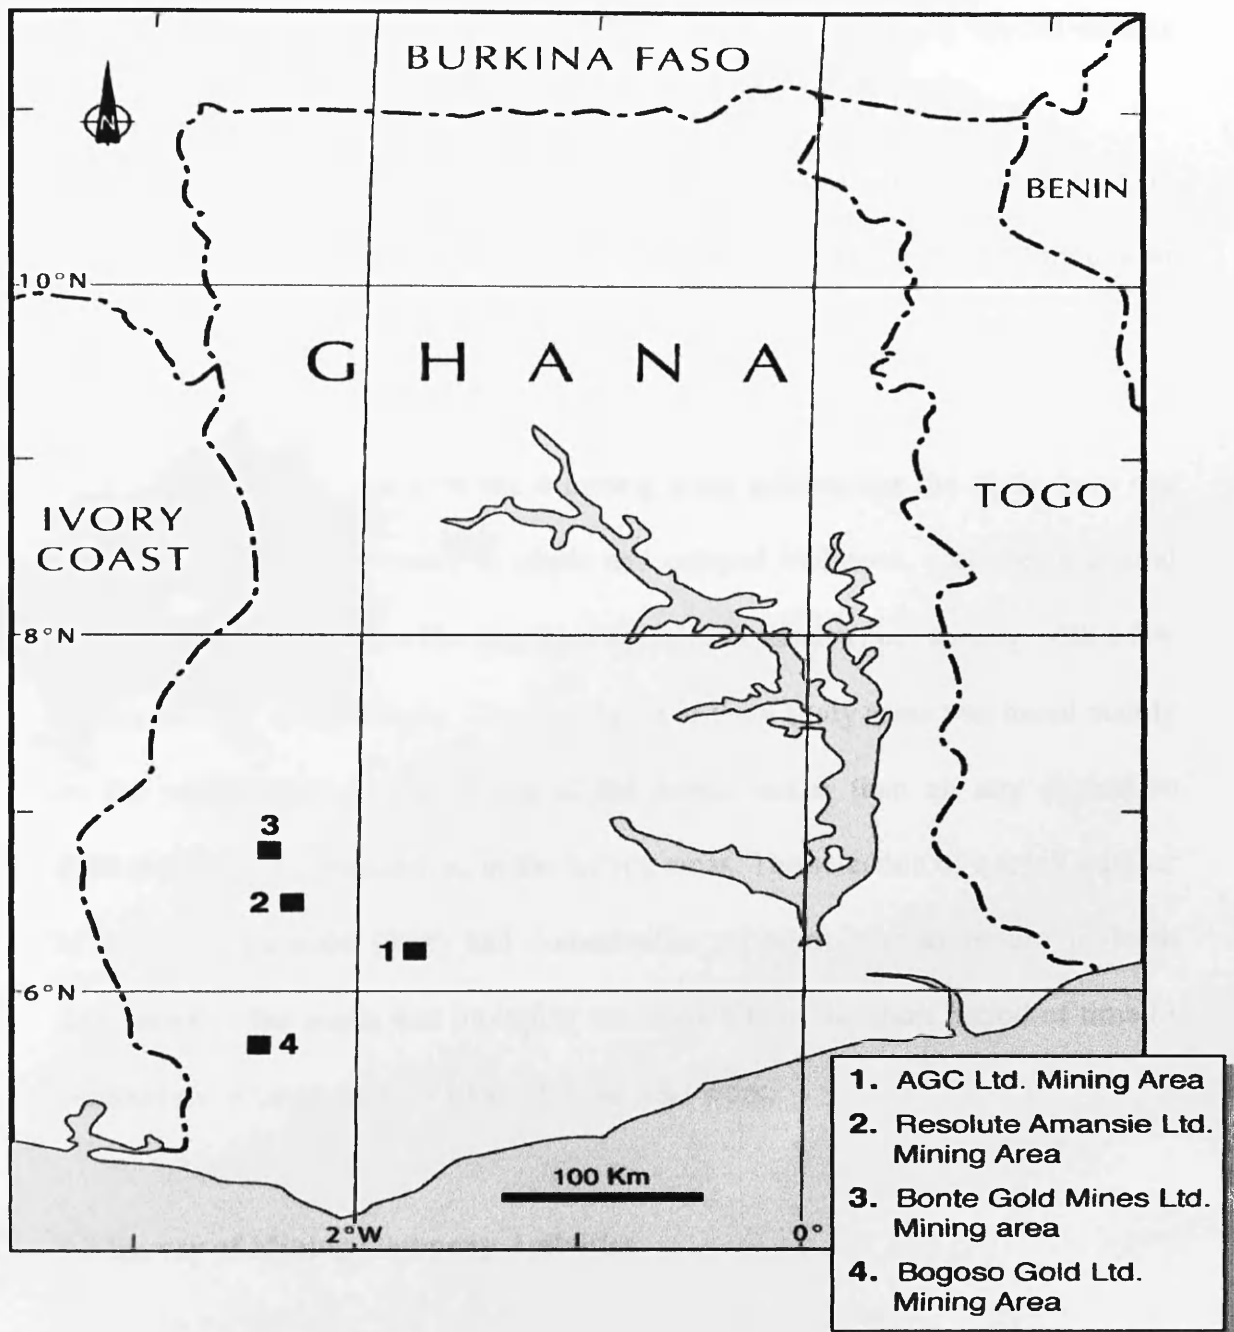 BURKINA FASO
N
BENIN
10°N
GHANA
IVORY
COAST
TOGO
8°N
3
2
1
6°N
4
100 Km
2°W
0°
1. AGC Ltd. Mining Area
2. Resolute Amansie Ltd.
Mining Area
3. Bonte Gold Mines Ltd.
Mining area
4. Bogoso Gold Ltd.
Mining Area